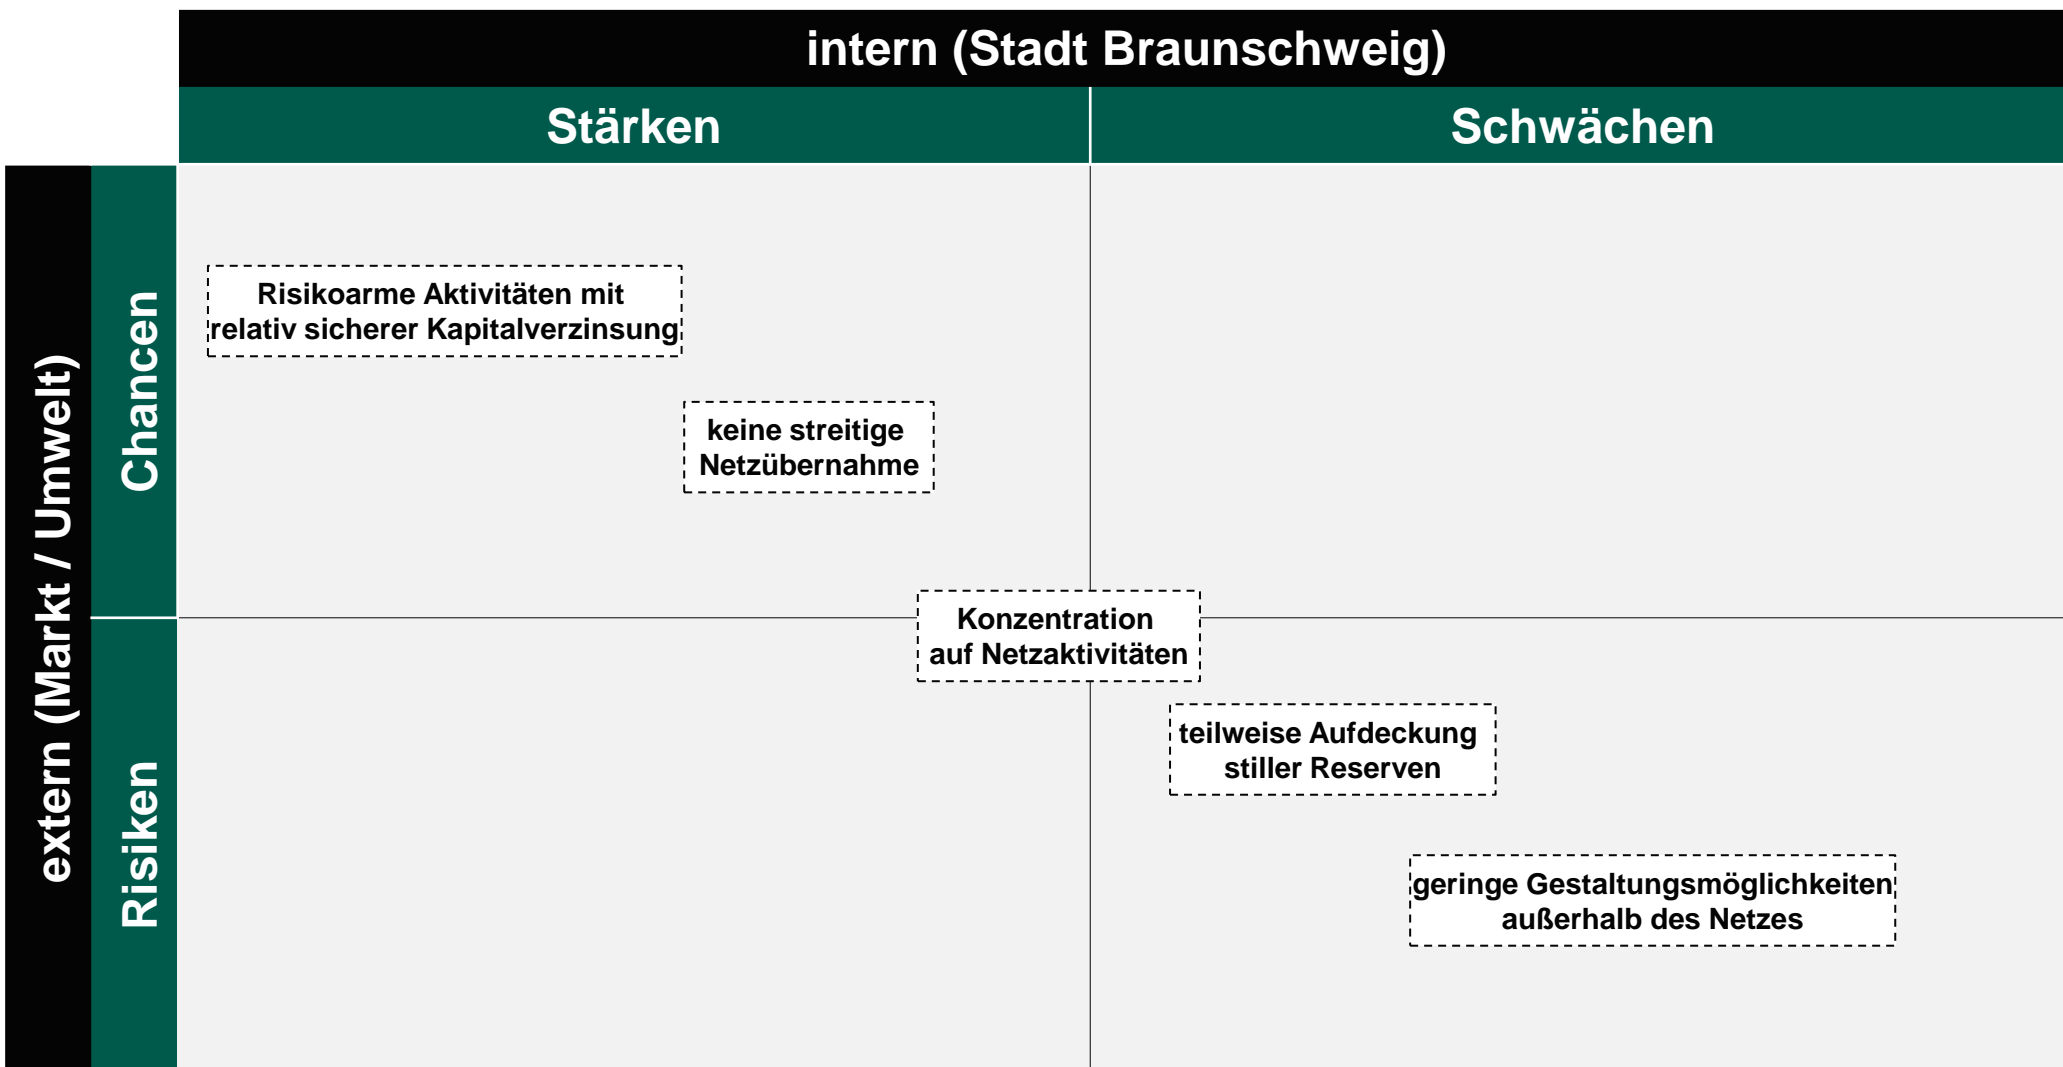 intern (Stadt Braunschweig)
Stärken
Schwächen
extern (Markt / Umwelt)
Chancen
Risikoarme Aktivitäten mit
relativ sicherer Kapitalverzinsung
keine streitige
Netzübernahme
Konzentration
auf Netzaktivitäten
Risiken
teilweise Aufdeckung
stiller Reserven
geringe Gestaltungsmöglichkeiten
außerhalb des Netzes